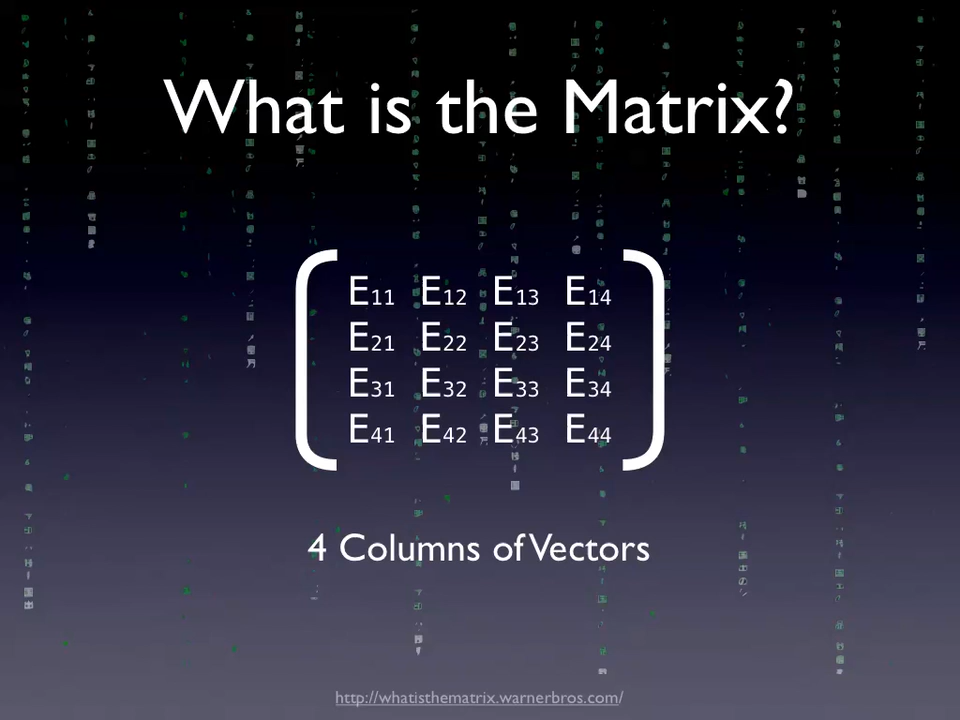 What is the Matrix?
E11 E12 E13 E14
E21 E22 E23 E24
E31 E32 E33 E34
E41 E42 E43 E44
4 Columns of Vectors
http://whatisthematrix.warnerbros.com/